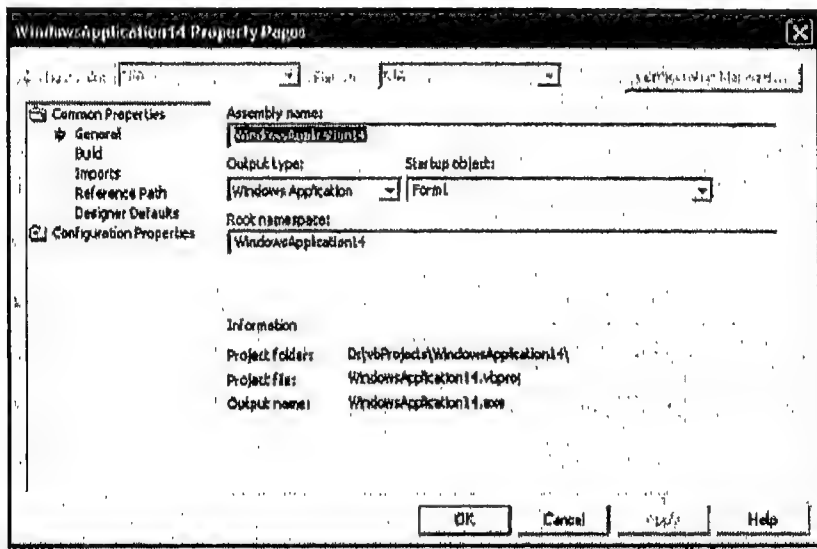 WindowsApplication14 Property Pages
N/A N/A
Common Properties
General
Build
Imports
Reference Path
Designer Defaults
Configuration Properties
Assembly name:
WindowsApplication14
Output type: Startup object:
Windows Application Form1
Root namespace:
WindowsApplication14
Information
Project folder: D:\vbProjects\WindowsApplication14\
Project file: WindowsApplication14.vbproj
Output name: WindowsApplication14.exe
OK Cancel Apply Help